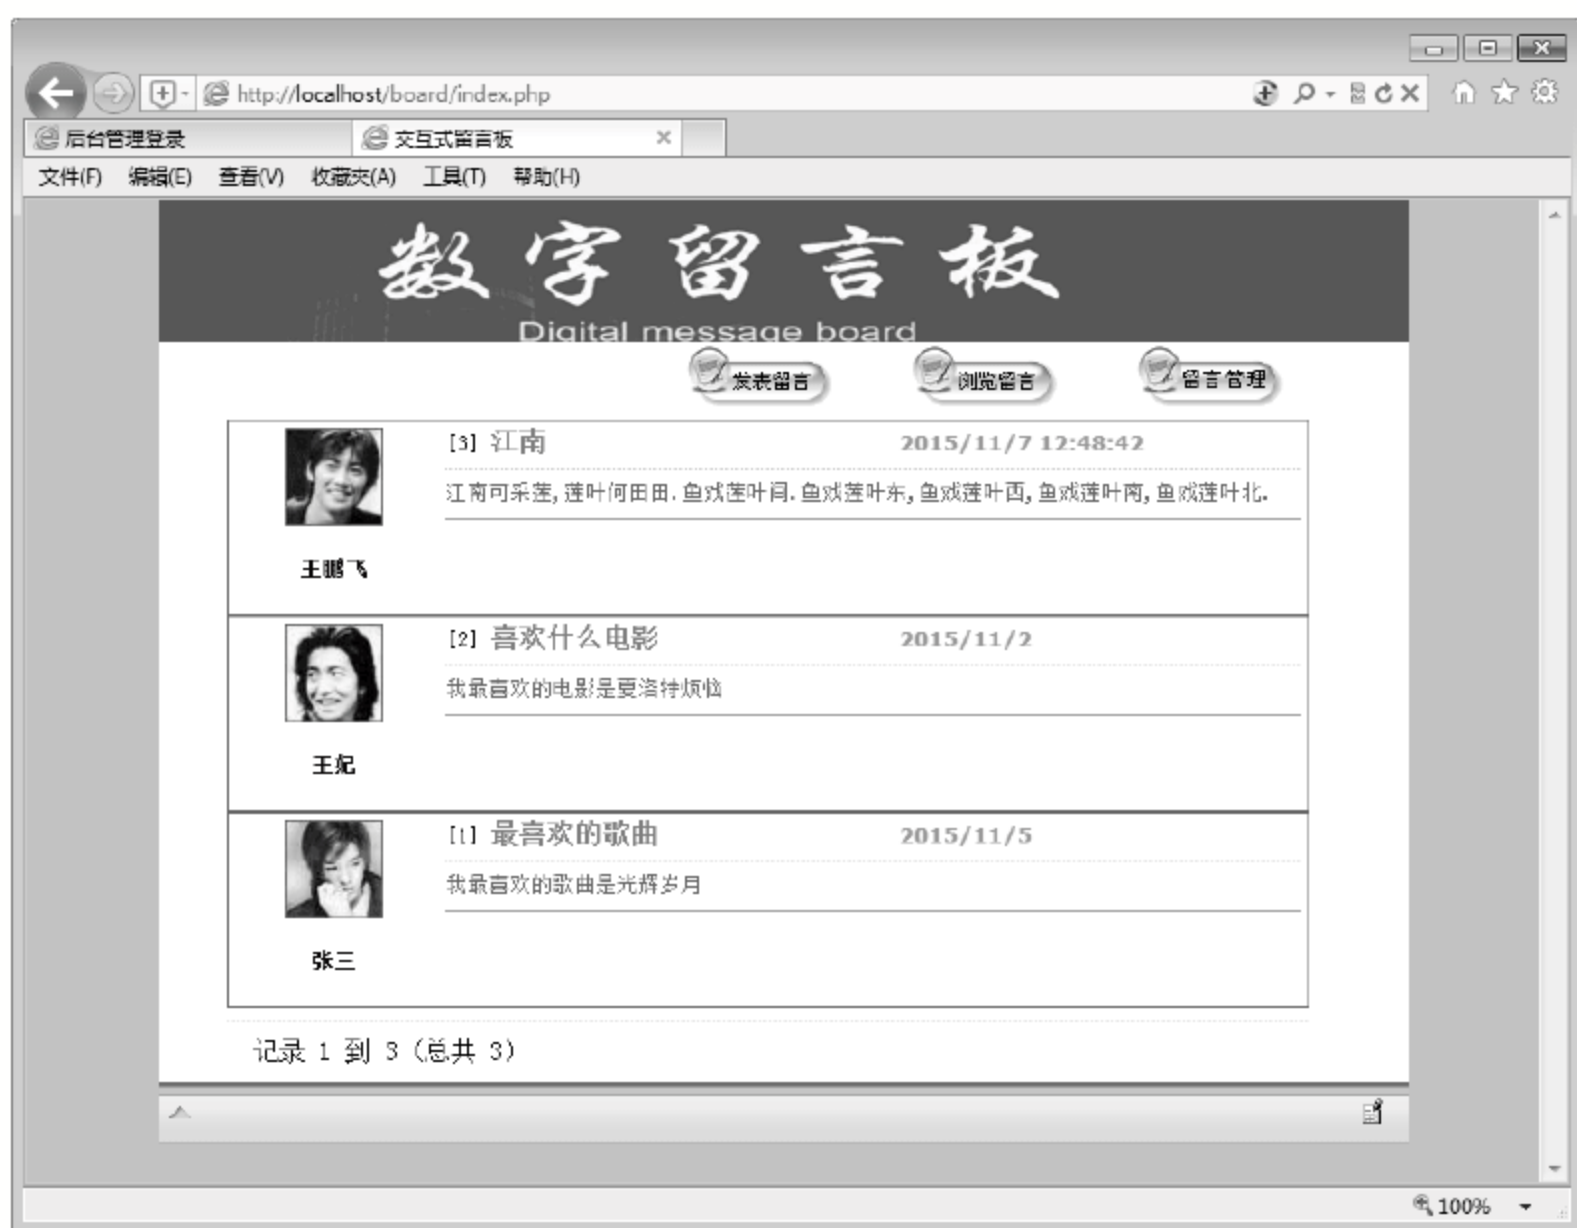 http://localhost/board/index.php
后台管理登录 交互式留言板
文件(F) 编辑(E) 查看(V) 收藏夹(A) 工具(T) 帮助(H)
数字留言板
Digital message board
发表留言 浏览留言 留言管理
[3] 江南 2015/11/7 12:48:42
江南可采莲,莲叶何田田.鱼戏莲叶间.鱼戏莲叶东,鱼戏莲叶西,鱼戏莲叶南,鱼戏莲叶北.
王鹏飞
[2] 喜欢什么电影 2015/11/2
我最喜欢的电影是夏洛特烦恼
王妃
[1] 最喜欢的歌曲 2015/11/5
我最喜欢的歌曲是光辉岁月
张三
记录 1 到 3 (总共 3)
100%